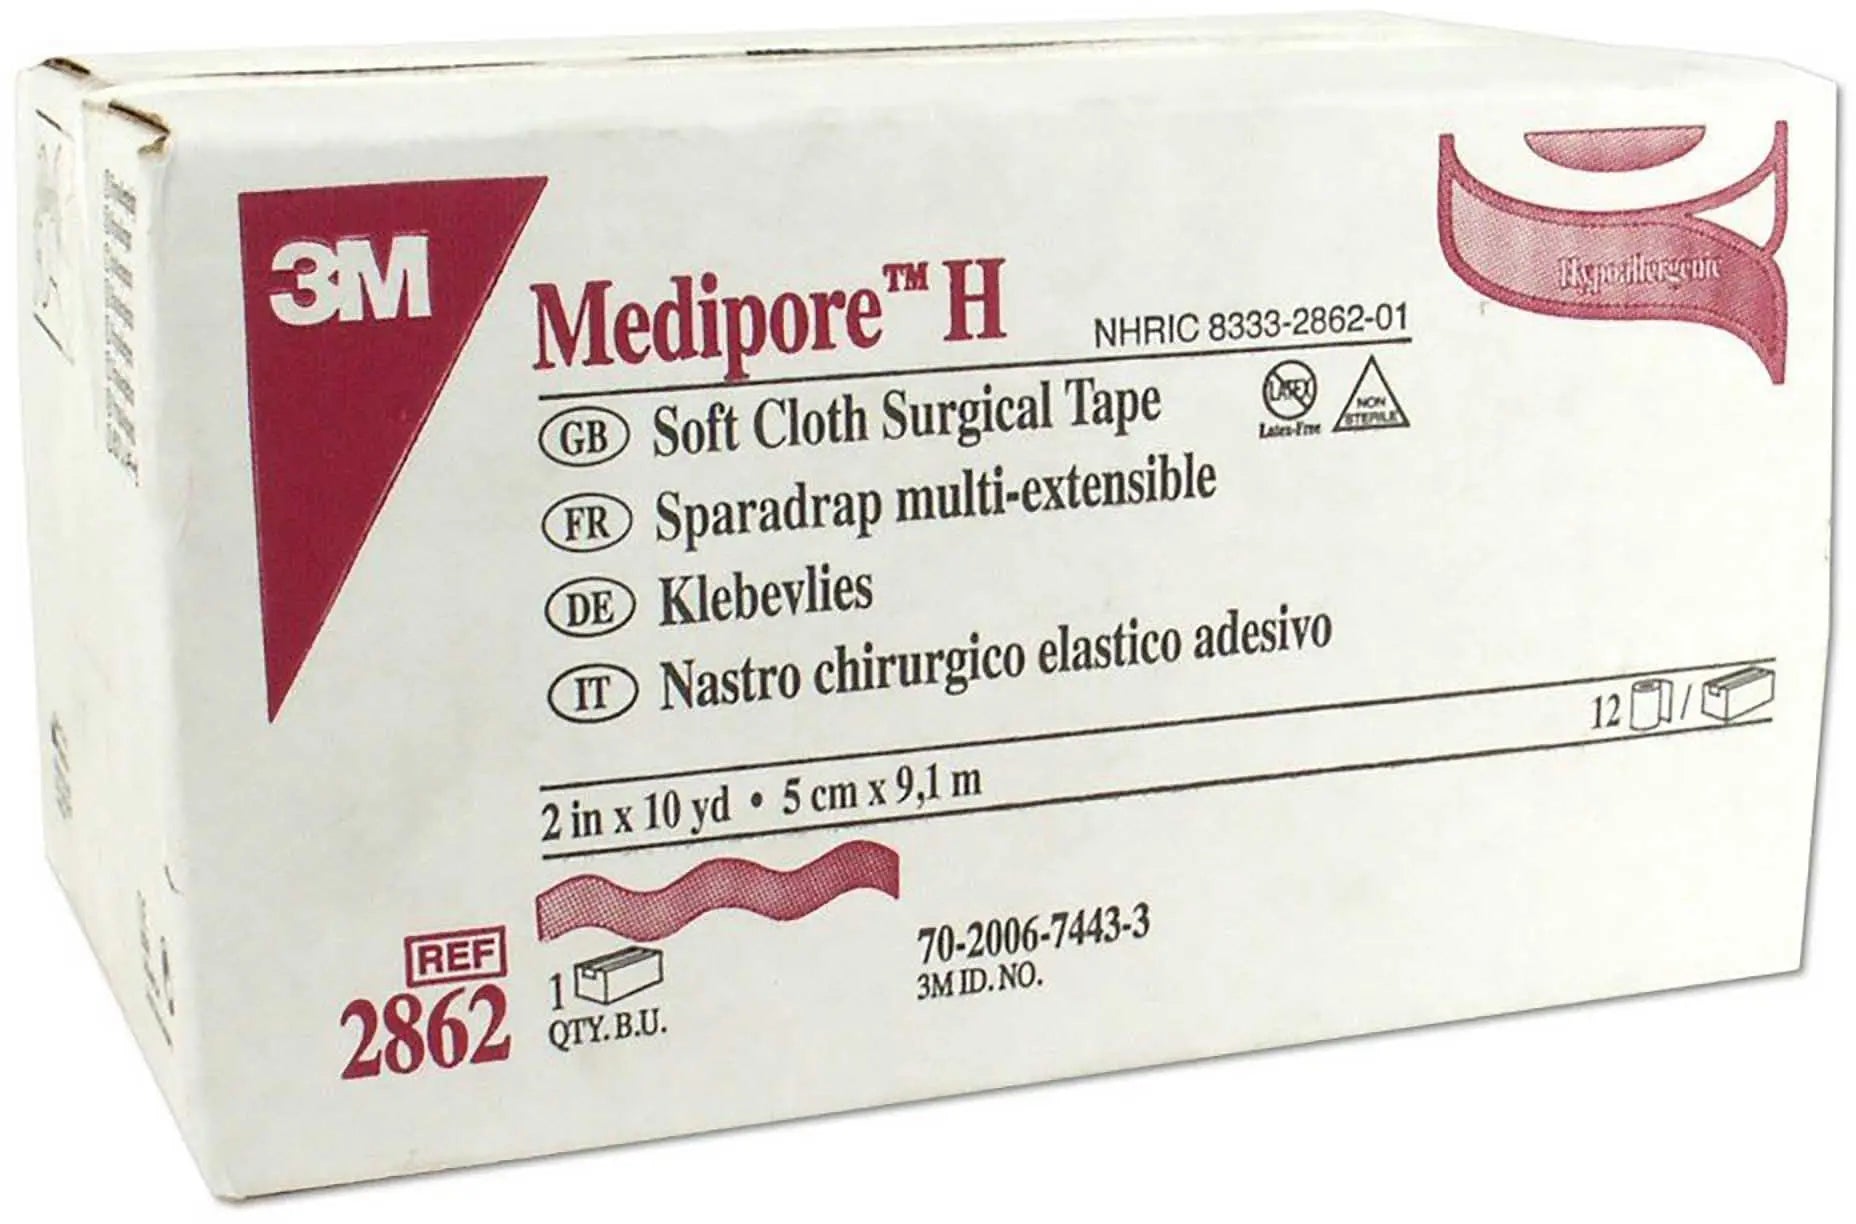 3M
Medipore™ H
NHRIC 8333-2862-01
Hypoallergenic
GB Soft Cloth Surgical Tape
LATEX
Latex-Free
NON
STERILE
FR Sparadrap multi-extensible
DE Klebevlies
IT Nastro chirurgico elastico adesivo
12 /
2 in x 10 yd • 5 cm x 9,1 m
REF
2862
1
QTY. B.U.
70-2006-7443-3
3M ID. NO.